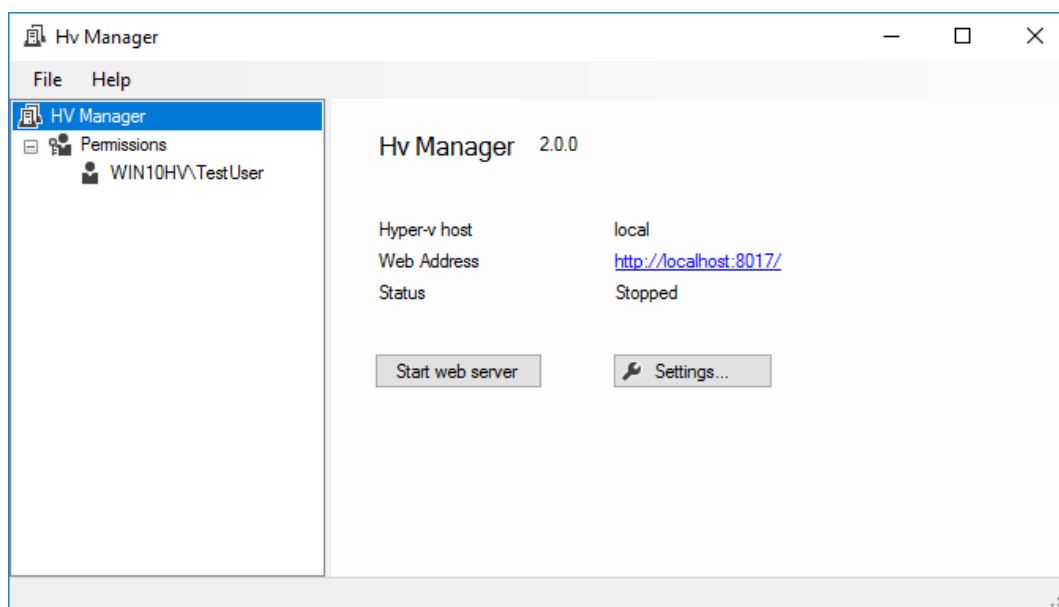 Hv Manager
File Help
HV Manager
Permissions
WIN10HV\TestUser
Hv Manager 2.0.0
Hyper-v host local
Web Address http://localhost:8017/
Status Stopped
Start web server Settings...